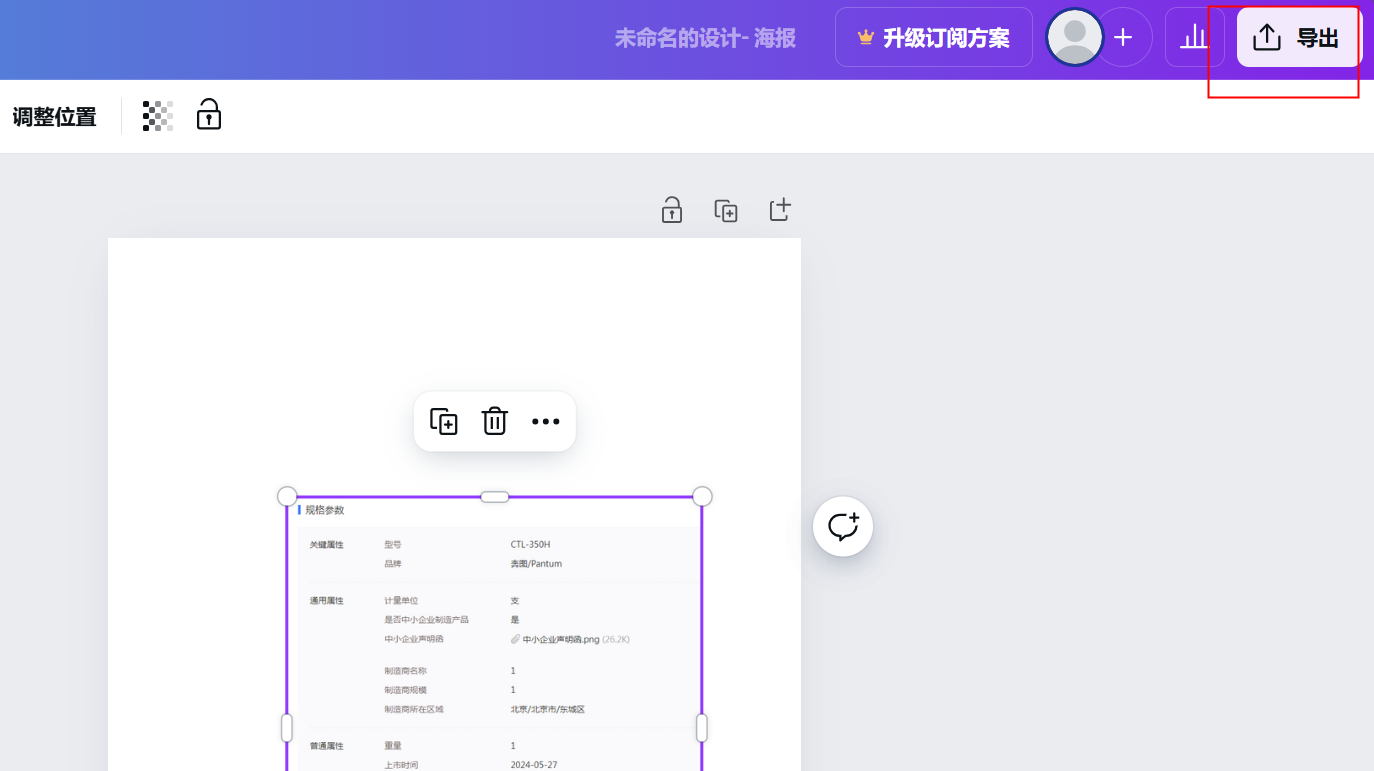 未命名的设计- 海报
升级订阅方案
导出
调整位置
规格参数
关键属性 型号 CTL-350H
品牌 奔图/Pantum
通用属性 计量单位 支
是否中小企业制造产品 是
中小企业声明函 中小企业声明函.png (26.2K)
制造商名称 1
制造商规模 1
制造商所在区域 北京/北京市/东城区
普通属性 重量 1
上市时间 2024-05-27